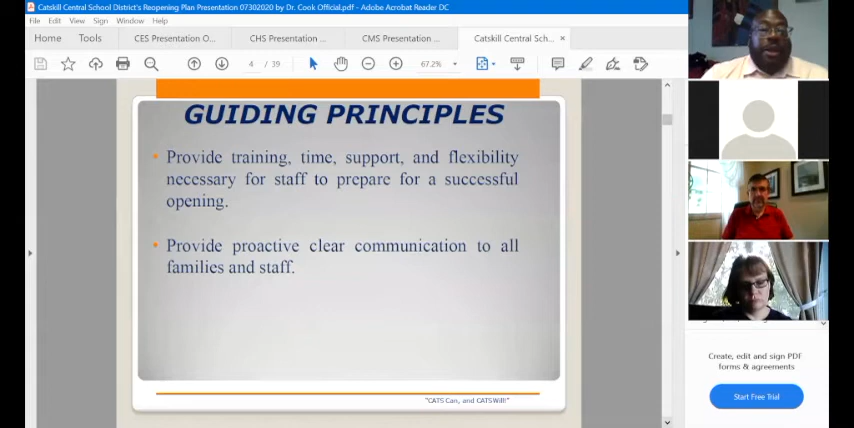 Catskill Central School District's Reopening Plan Presentation 07302020 by Dr. Cook Official.pdf - Adobe Acrobat Reader DC
File Edit View Sign Window Help
Home Tools CES Presentation O... CHS Presentation ... CMS Presentation ... Catskill Central Sch... ×
4 / 39 67.2%
GUIDING PRINCIPLES
• Provide training, time, support, and flexibility
necessary for staff to prepare for a successful
opening.
• Provide proactive clear communication to all
families and staff.
"CATS Can, and CATS Will!"
Create, edit and sign PDF
forms & agreements
Start Free Trial